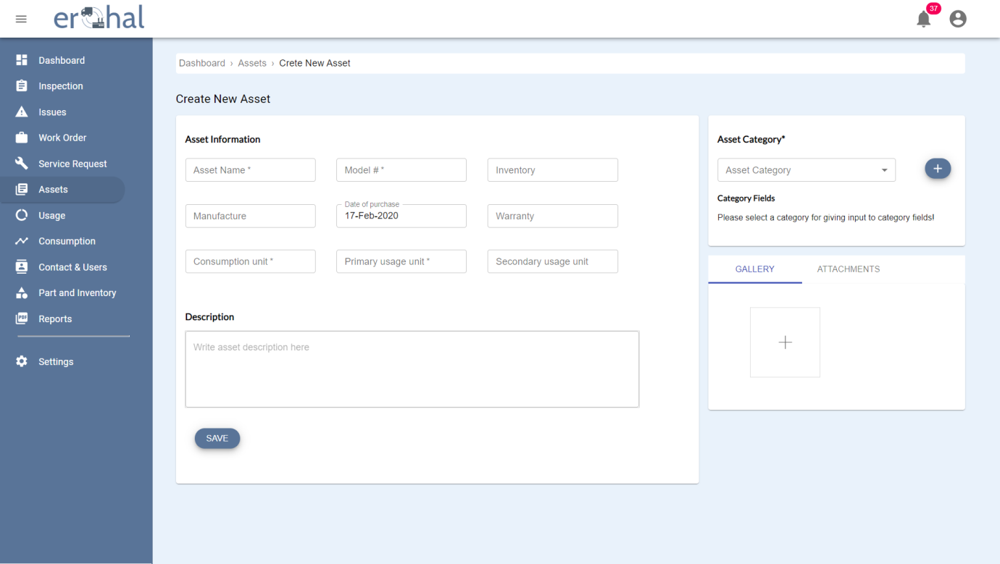 er hal
37
Dashboard
Inspection
Issues
Work Order
Service Request
Assets
Usage
Consumption
Contact & Users
Part and Inventory
PDF
Reports
Settings
Dashboard › Assets › Crete New Asset
Create New Asset
Asset Information
Asset Name * Model # * Inventory
Manufacture Date of purchase 17-Feb-2020 Warranty
Consumption unit * Primary usage unit * Secondary usage unit
Description
Write asset description here
SAVE
Asset Category*
Asset Category
Category Fields
Please select a category for giving input to category fields!
GALLERY ATTACHMENTS